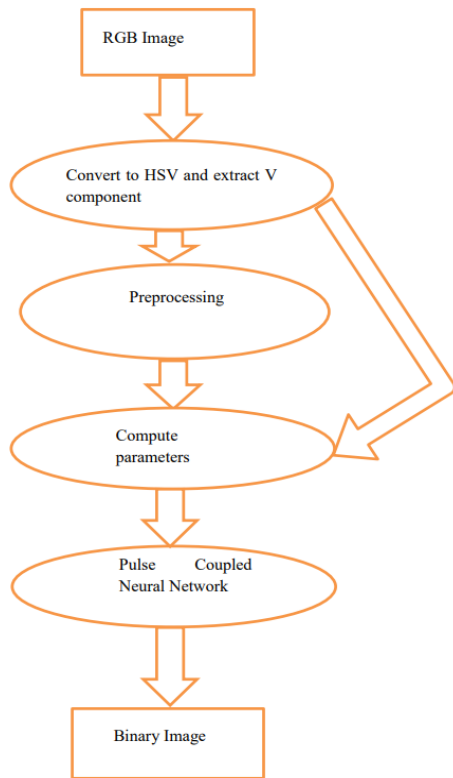 RGB Image
Convert to HSV and extract V
component
Preprocessing
Compute
parameters
Pulse Coupled
Neural Network
Binary Image